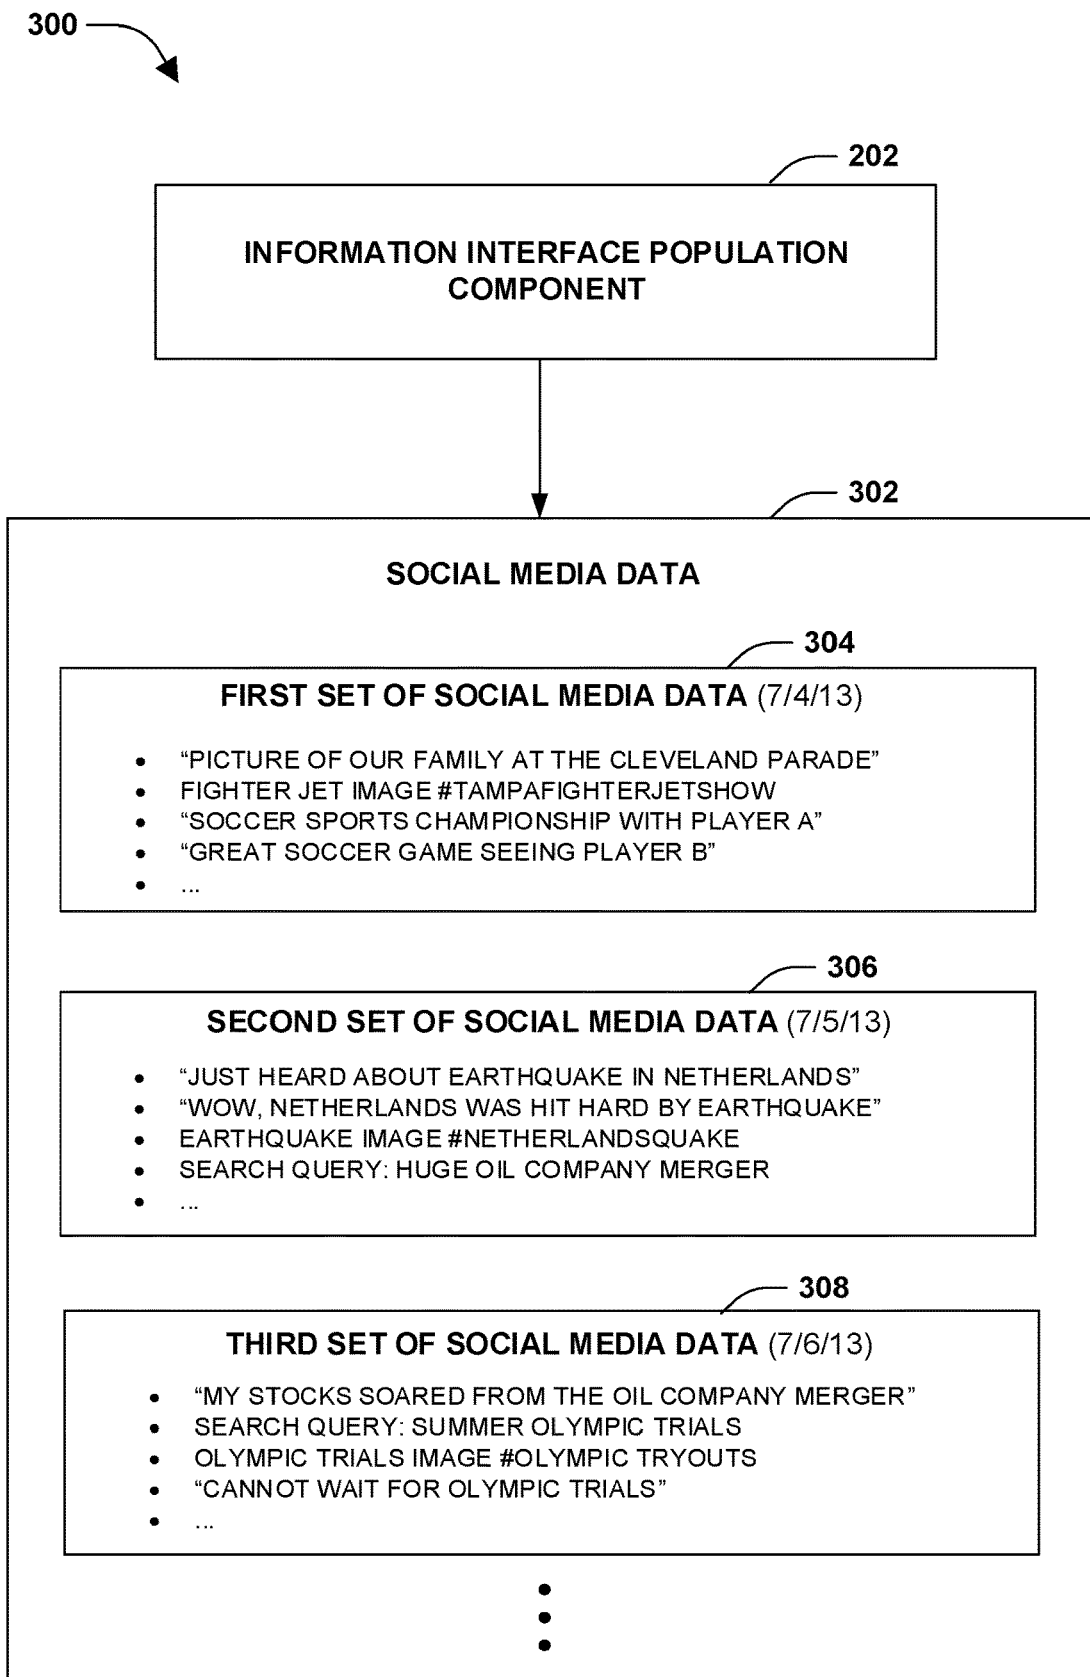 300
202
INFORMATION INTERFACE POPULATION
COMPONENT
302
SOCIAL MEDIA DATA
304
FIRST SET OF SOCIAL MEDIA DATA (7/4/13)
• “PICTURE OF OUR FAMILY AT THE CLEVELAND PARADE”
• FIGHTER JET IMAGE #TAMPAFIGHTERJETSHOW
• “SOCCER SPORTS CHAMPIONSHIP WITH PLAYER A”
• “GREAT SOCCER GAME SEEING PLAYER B”
• ...
306
SECOND SET OF SOCIAL MEDIA DATA (7/5/13)
• “JUST HEARD ABOUT EARTHQUAKE IN NETHERLANDS”
• “WOW, NETHERLANDS WAS HIT HARD BY EARTHQUAKE”
• EARTHQUAKE IMAGE #NETHERLANDSQUAKE
• SEARCH QUERY: HUGE OIL COMPANY MERGER
• ...
308
THIRD SET OF SOCIAL MEDIA DATA (7/6/13)
• “MY STOCKS SOARED FROM THE OIL COMPANY MERGER”
• SEARCH QUERY: SUMMER OLYMPIC TRIALS
• OLYMPIC TRIALS IMAGE #OLYMPIC TRYOUTS
• “CANNOT WAIT FOR OLYMPIC TRIALS”
• ...